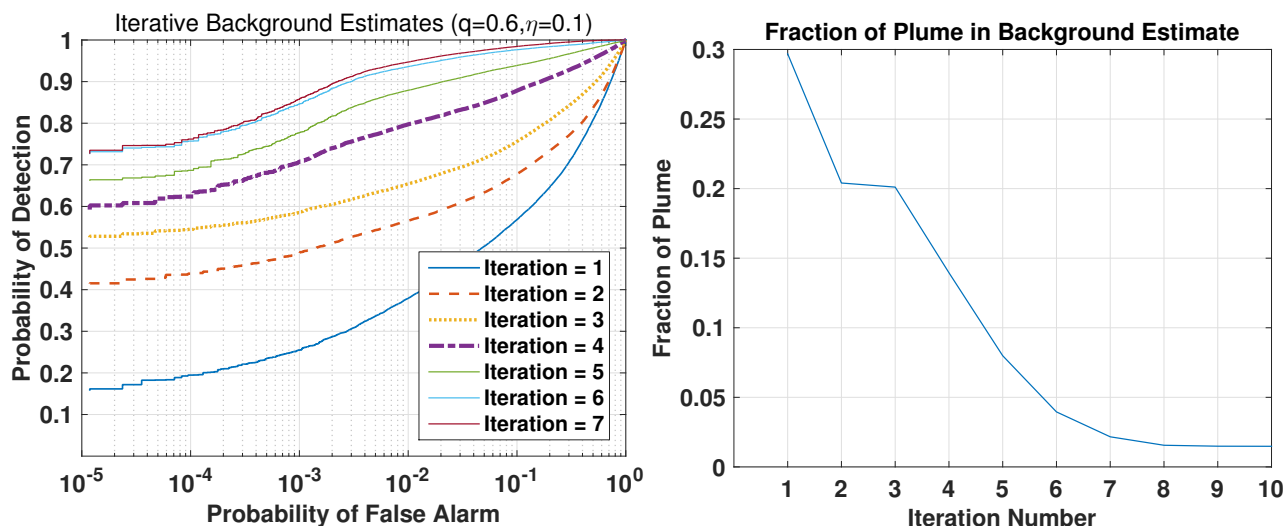 Iterative Background Estimates (q=0.6,η=0.1)
Probability of Detection
1
0.9
0.8
0.7
0.6
0.5
0.4
0.3
0.2
0.1
Iteration = 1
Iteration = 2
Iteration = 3
Iteration = 4
Iteration = 5
Iteration = 6
Iteration = 7
10^-5 10^-4 10^-3 10^-2 10^-1 10^0
Probability of False Alarm
Fraction of Plume in Background Estimate
Fraction of Plume
0.3
0.25
0.2
0.15
0.1
0.05
0
1 2 3 4 5 6 7 8 9 10
Iteration Number